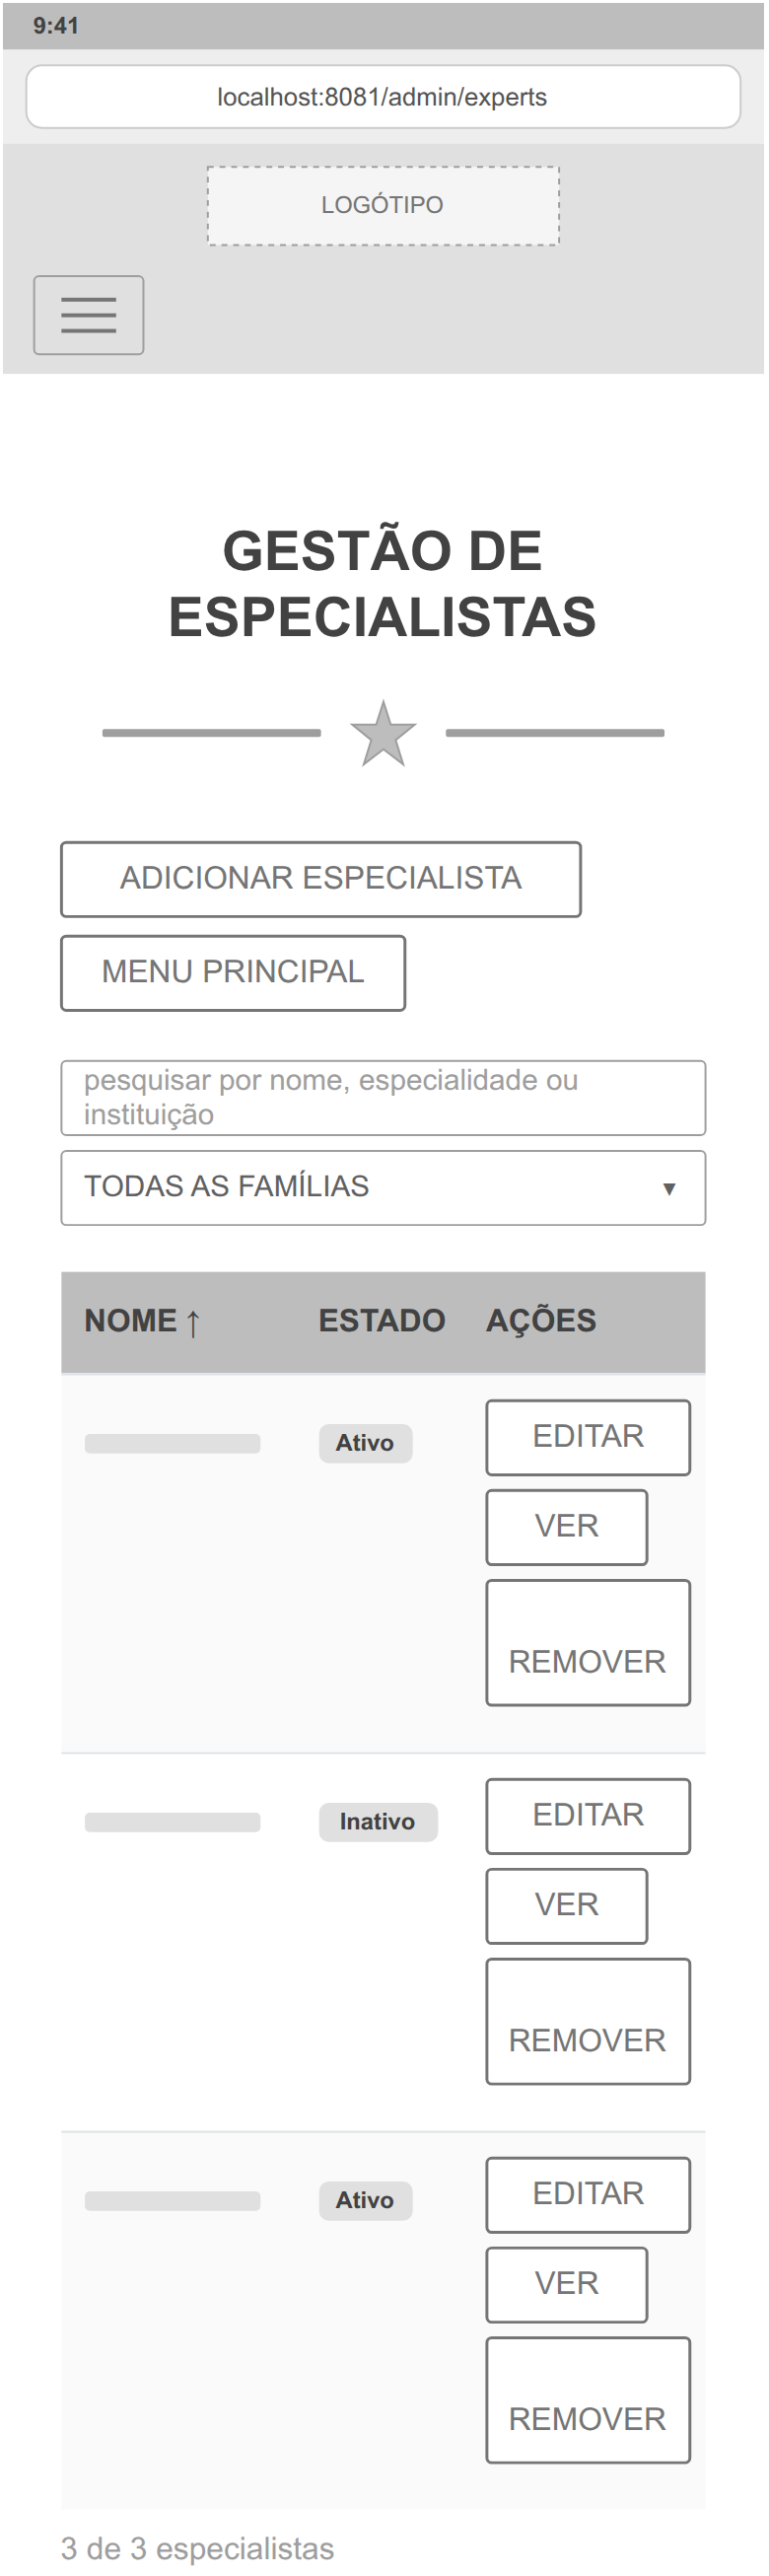 9:41
localhost:8081/admin/experts
LOGÓTIPO
GESTÃO DE
ESPECIALISTAS
ADICIONAR ESPECIALISTA
MENU PRINCIPAL
pesquisar por nome, especialidade ou
instituição
TODAS AS FAMÍLIAS ▼
NOME ↑ ESTADO AÇÕES
Ativo EDITAR
VER
REMOVER
Inativo EDITAR
VER
REMOVER
Ativo EDITAR
VER
REMOVER
3 de 3 especialistas